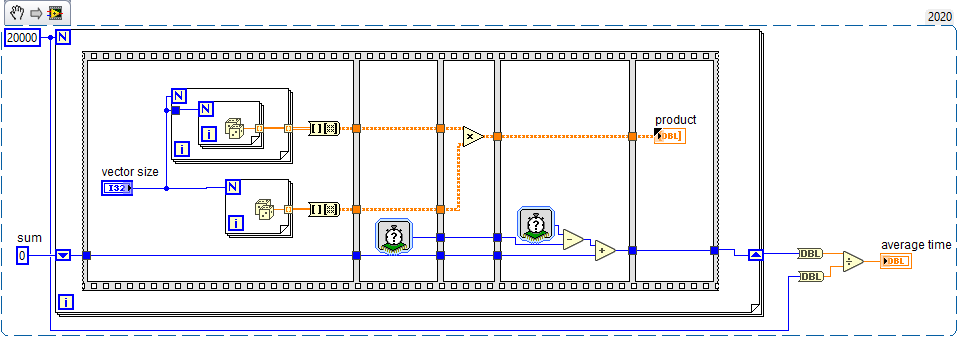 2020
20000
N
N
N
i
i
product
DBL
vector size
I32
N
i
?
?
sum
0
i
DBL
DBL
average time
DBL